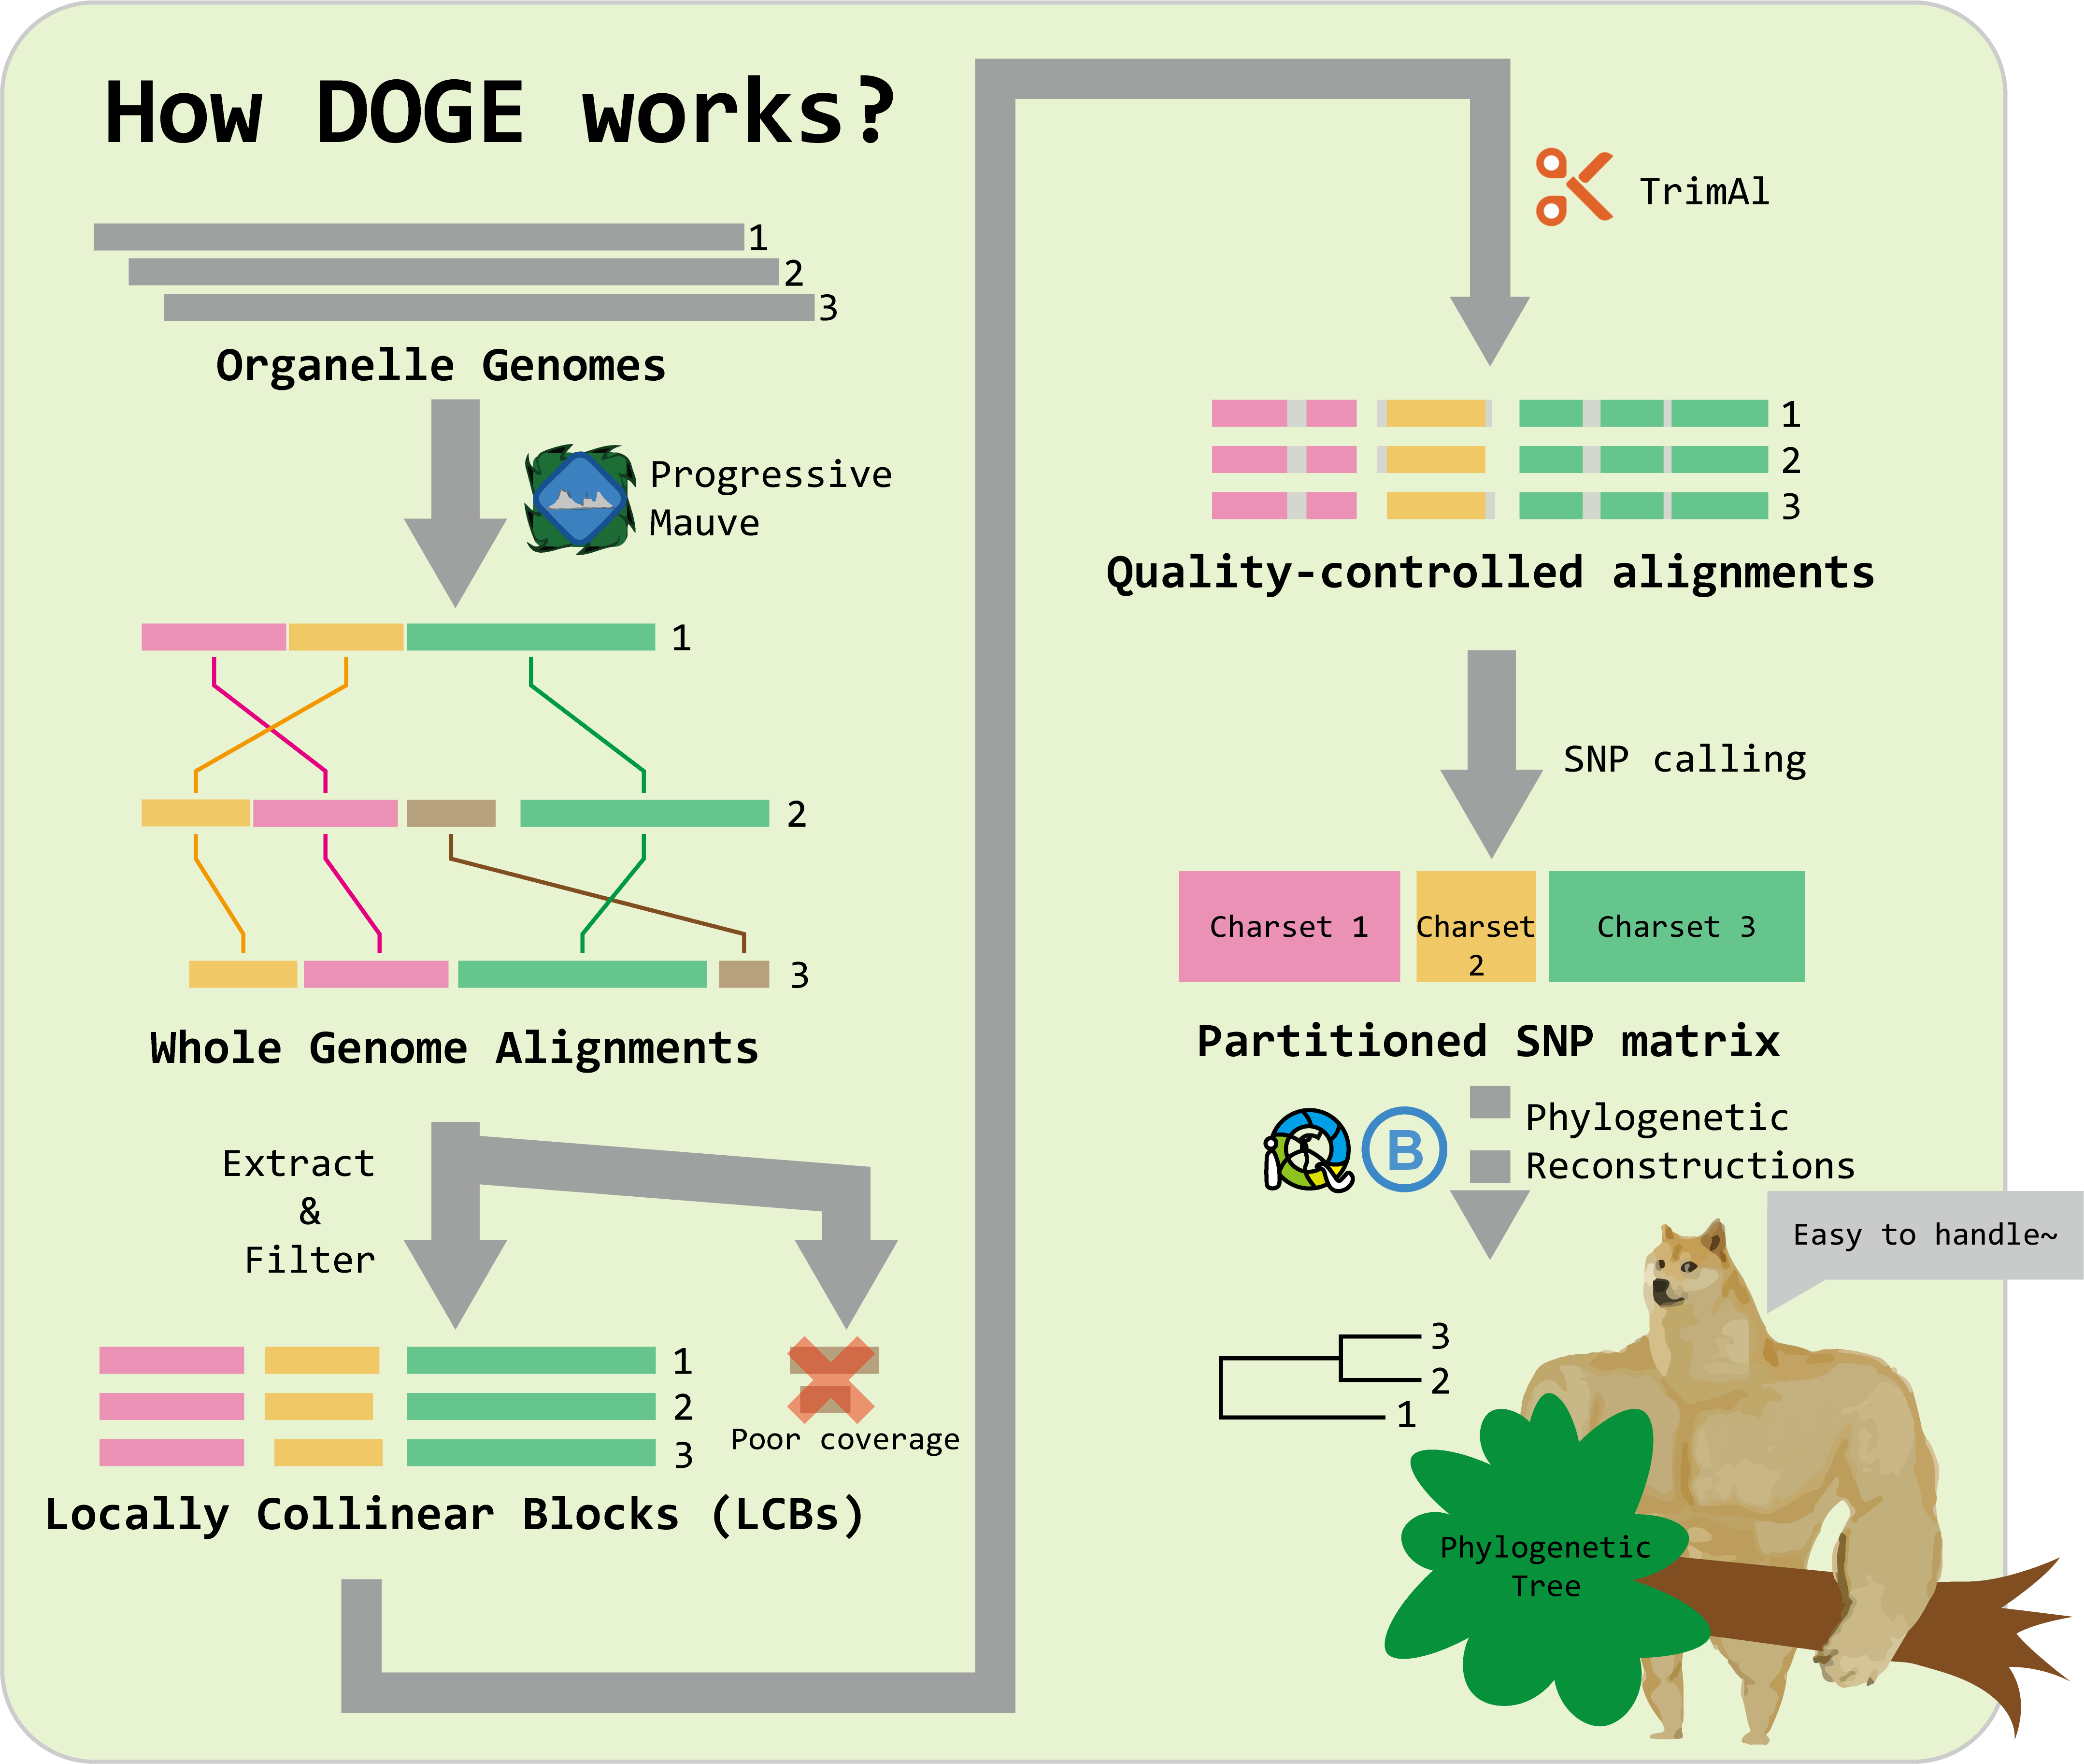 How DOGE works?
1
2
3
Organelle Genomes
Progressive
Mauve
1
2
3
Whole Genome Alignments
Extract
&
Filter
1
2
3
Poor coverage
Locally Collinear Blocks (LCBs)
TrimAl
1
2
3
Quality-controlled alignments
SNP calling
Charset 1
Charset
2
Charset 3
Partitioned SNP matrix
B
Phylogenetic
Reconstructions
Easy to handle~
3
2
1
Phylogenetic
Tree